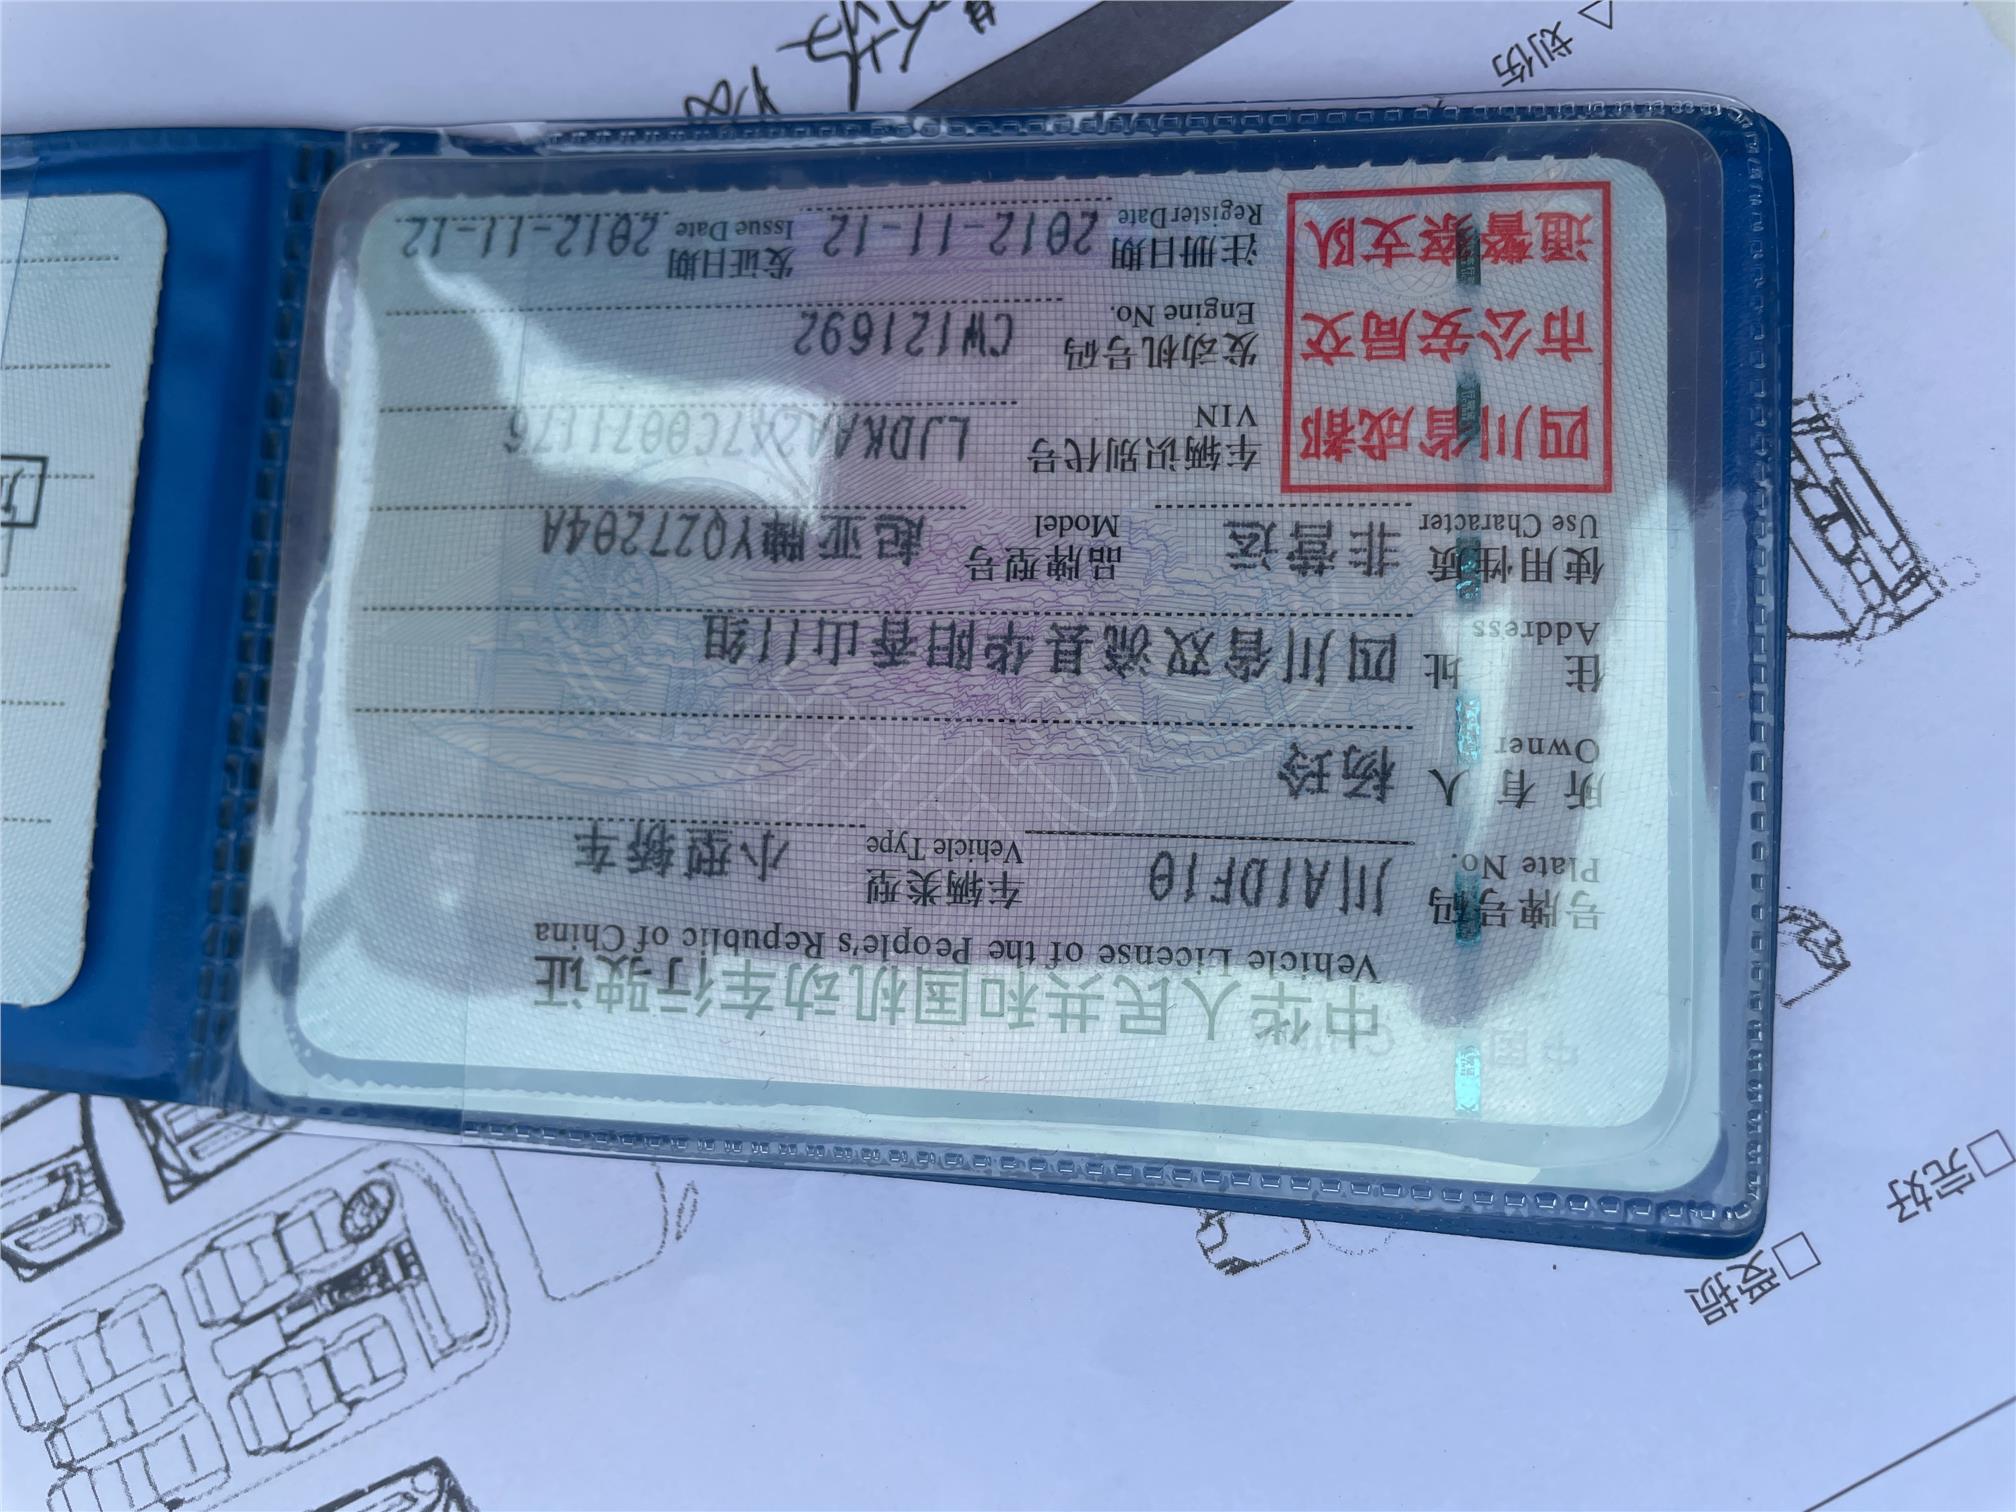 中华人民共和国机动车行驶证
Vehicle License of the People's Republic of China
号牌号码 Plate No. 川A1DF10 车辆类型 Vehicle Type 小型轿车
所有人 Owner 杨玲
住址 Address 四川省双流县华阳香山11组
使用性质 Use Character 非营运 品牌型号 Model 起亚牌YQZ7204A
四川省成都
市公安局交
通警察支队
车辆识别代号 VIN
发动机号码 Engine No. CW121692
注册日期 Register Date 2012-11-12 发证日期 Issue Date 2012-11-12
划伤
完好
受损